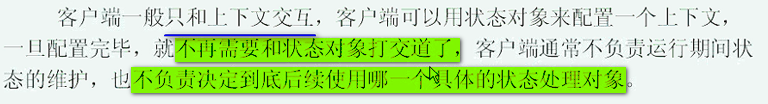 客户端一般只和上下文交互，客户端可以用状态对象来配置一个上下文，
一旦配置完毕，就不再需要和状态对象打交道了，客户端通常不负责运行期间状
态的维护，也不负责决定到底后续使用哪一个具体的状态处理对象。